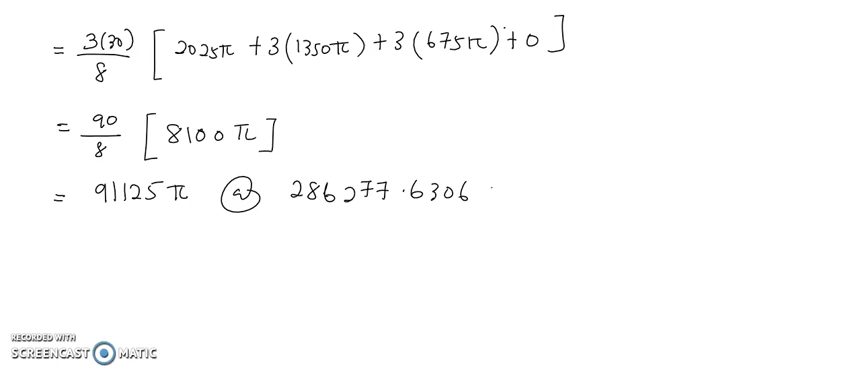 = 3(30)/8 [ 2025π + 3(1350π) + 3(675π) + 0 ]
= 90/8 [ 8100π ]
= 91125π @ 286277.6306
RECORDED WITH
SCREENCAST MATIC